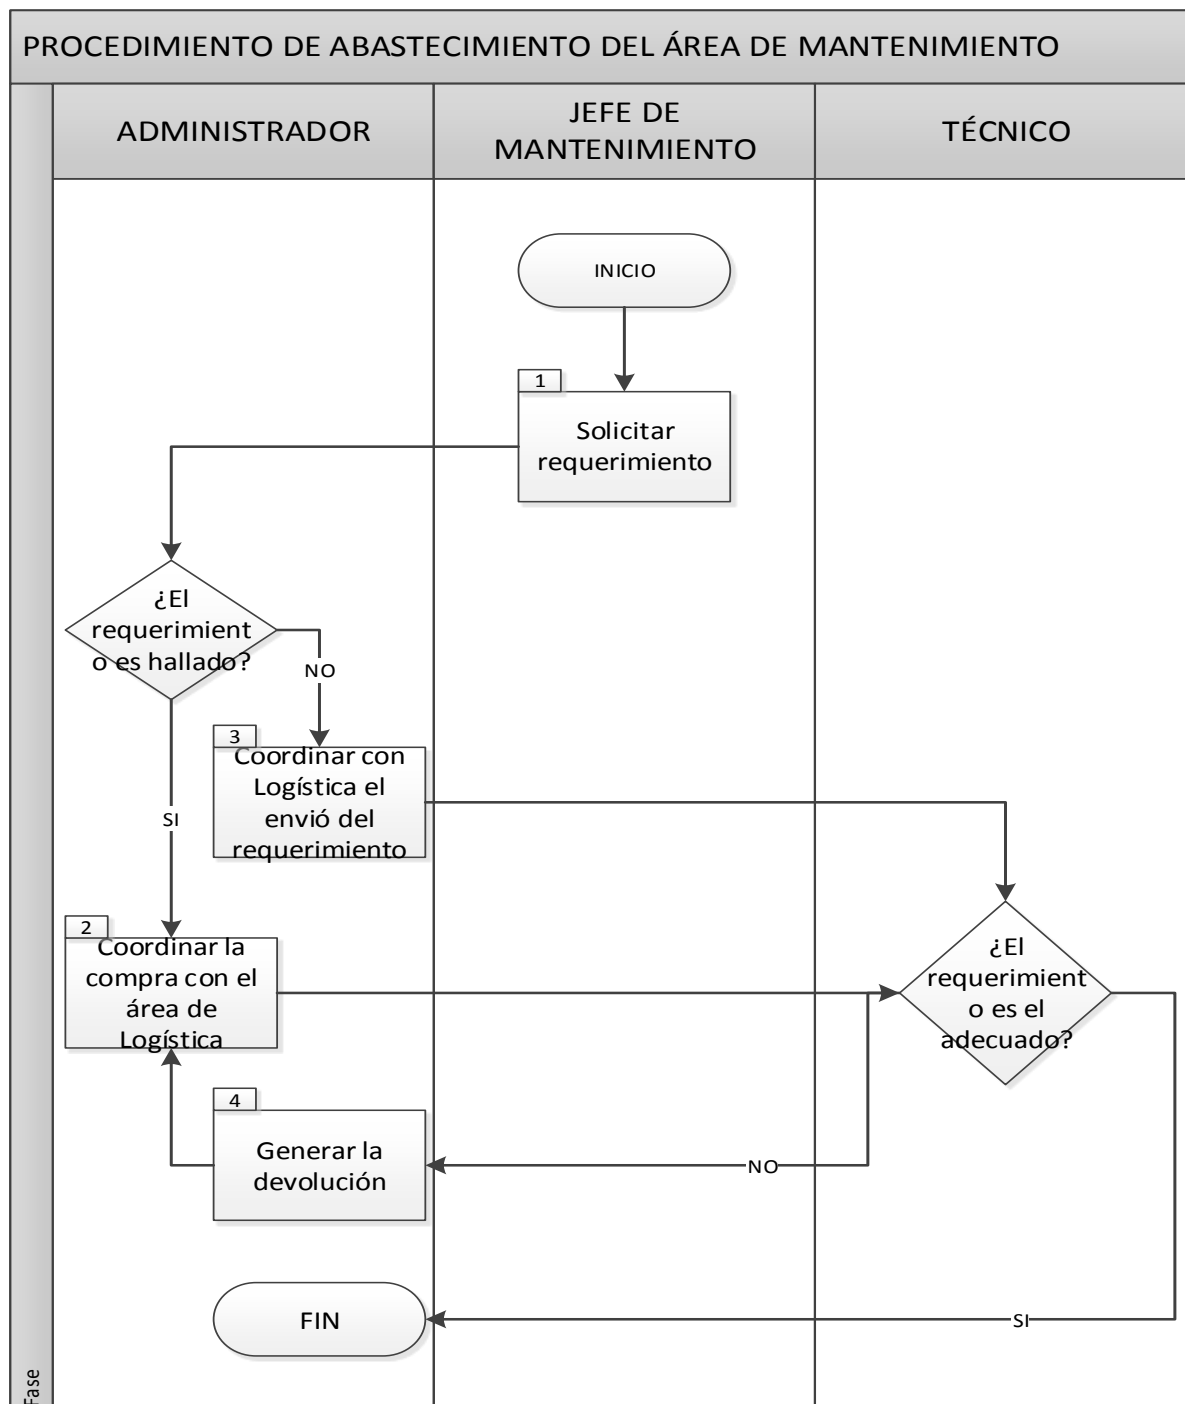 PROCEDIMIENTO DE ABASTECIMIENTO DEL ÁREA DE MANTENIMIENTO
ADMINISTRADOR
JEFE DE
MANTENIMIENTO
TÉCNICO
INICIO
1
Solicitar
requerimiento
¿El
requerimient
o es hallado?
NO
3
Coordinar con
Logística el
envió del
requerimiento
SI
2
Coordinar la
compra con el
área de
Logística
¿El
requerimient
o es el
adecuado?
4
Generar la
devolución
NO
FIN
SI
Fase